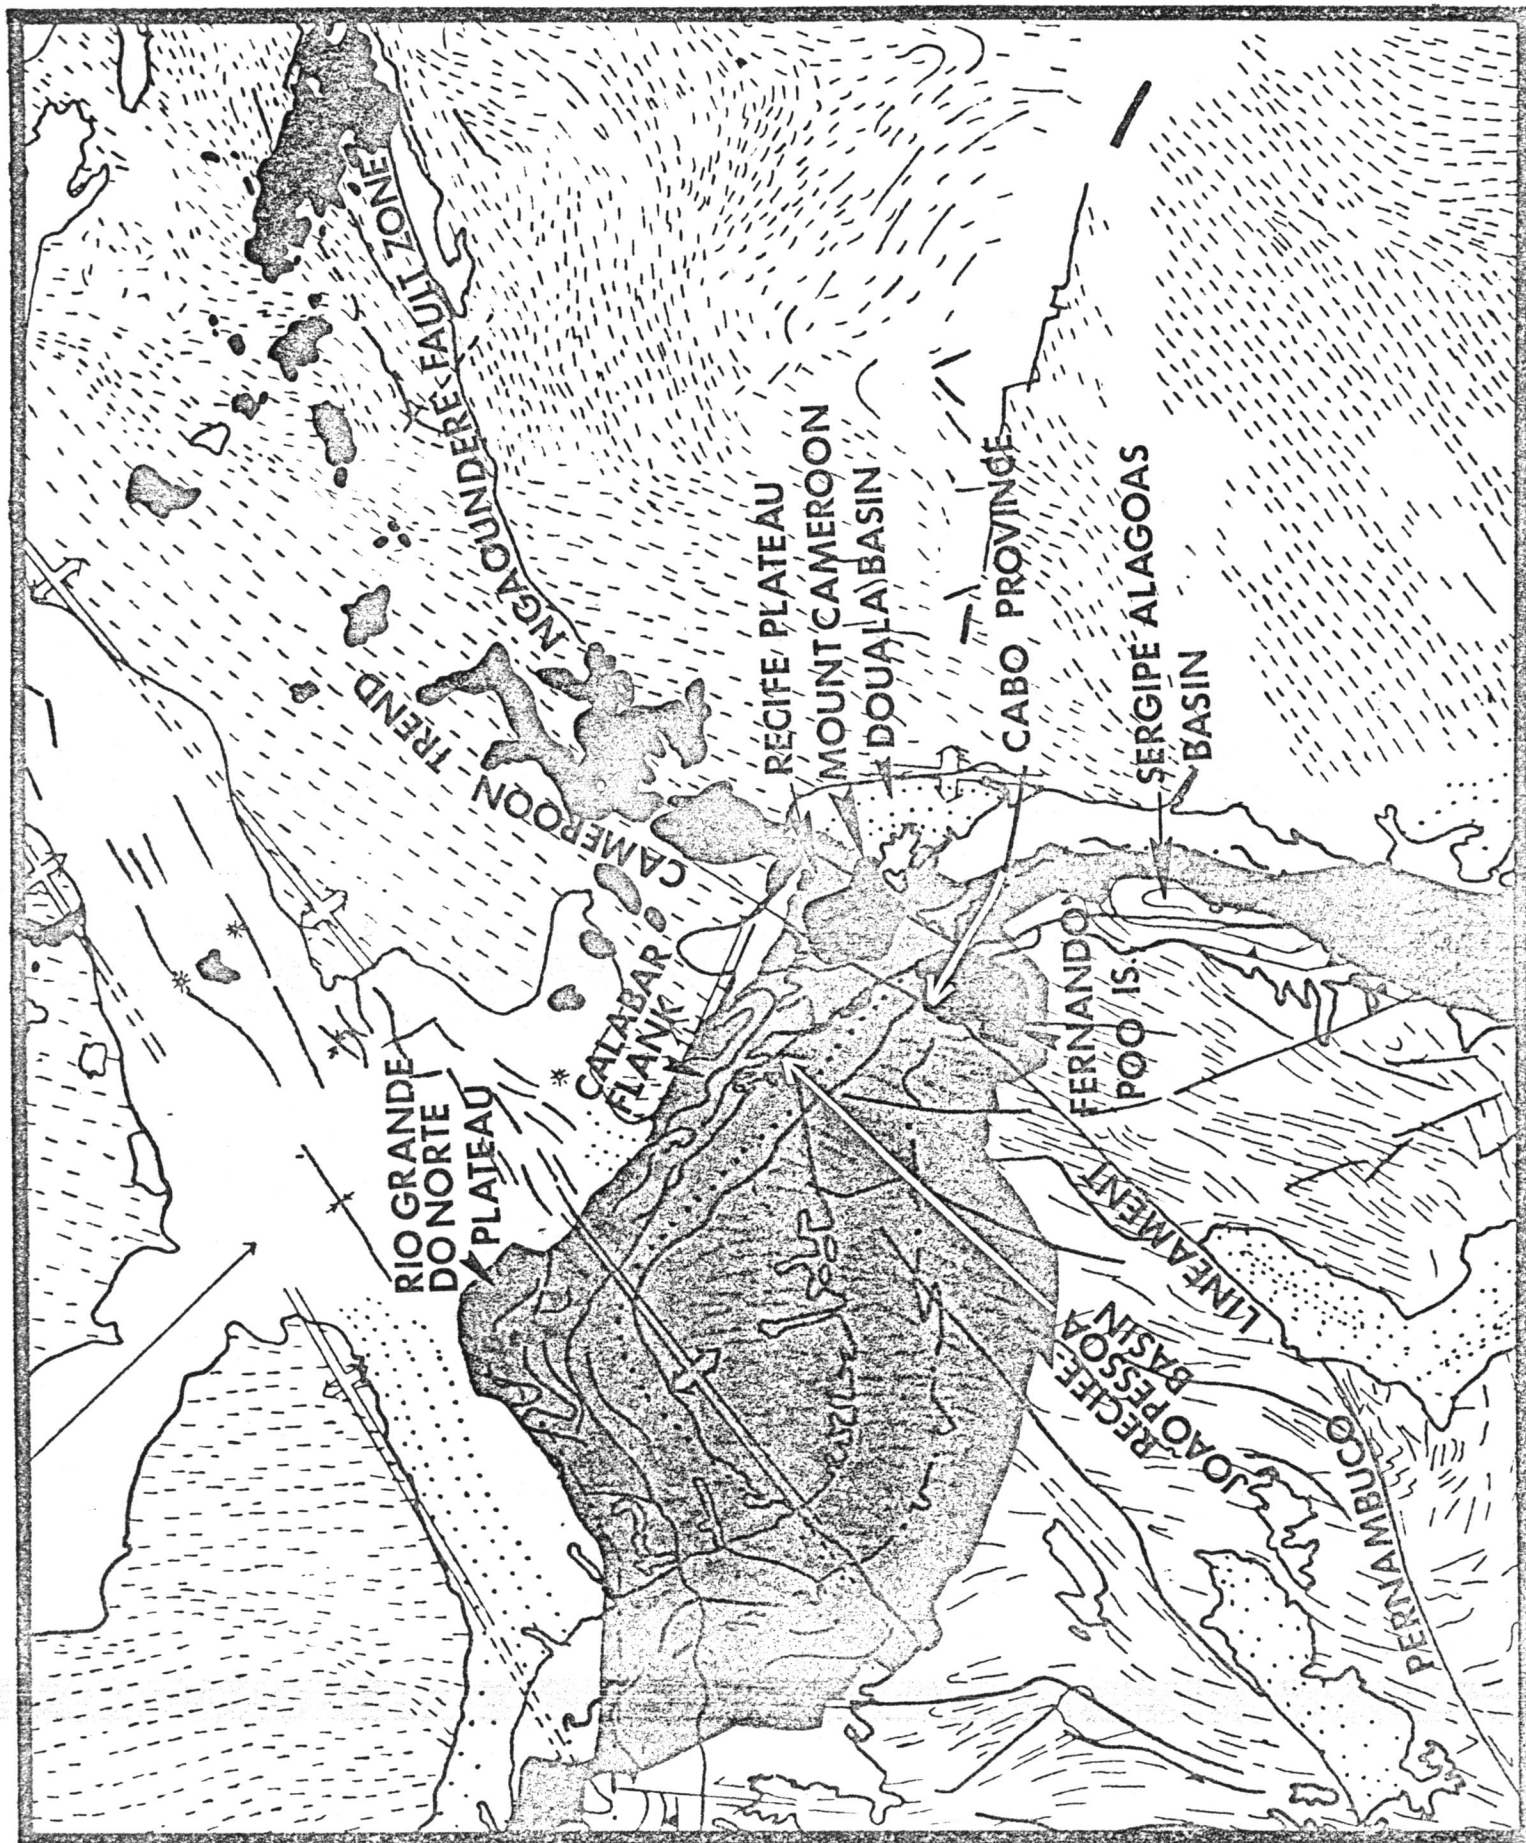 NGAOUNDERE FAULT ZONE
CAMEROON TREND
RECIFE PLATEAU
MOUNT CAMEROON
DOUALA BASIN
CABO PROVINCE
SERGIPE ALAGOAS
BASIN
RIO GRANDE
DO NORTE
PLATEAU
CALABAR
FLANK
FERNANDO
POO IS.
RECIFE-
JOAO PESSOA
BASIN
PERNAMBUCO LINEAMENT